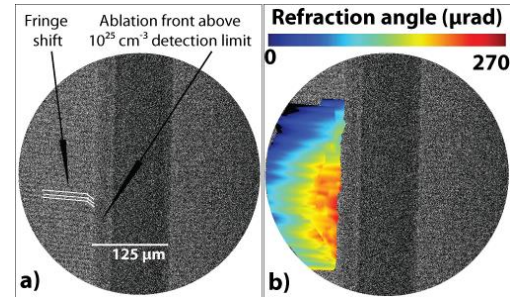 Fringe
shift
Ablation front above
10²⁵ cm⁻³ detection limit
125 µm
a)
Refraction angle (µrad)
0
270
b)